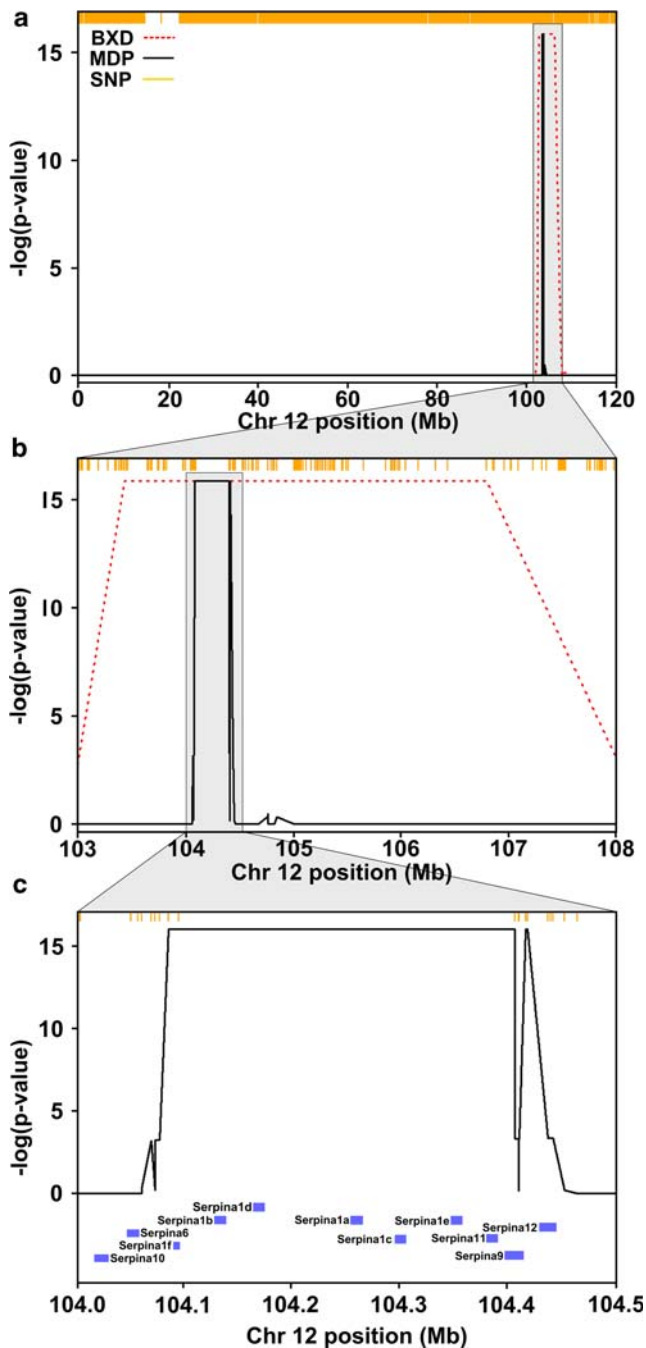 a
BXD
MDP
SNP
15
10
5
0
-log(p-value)
0 20 40 60 80 100 120
Chr 12 position (Mb)
b
15
10
5
0
-log(p-value)
103 104 105 106 107 108
Chr 12 position (Mb)
c
15
10
5
0
-log(p-value)
Serpina1d
Serpina1b Serpina1a Serpina1e Serpina12
Serpina6 Serpina1c Serpina11
Serpina1f Serpina9
Serpina10
104.0 104.1 104.2 104.3 104.4 104.5
Chr 12 position (Mb)